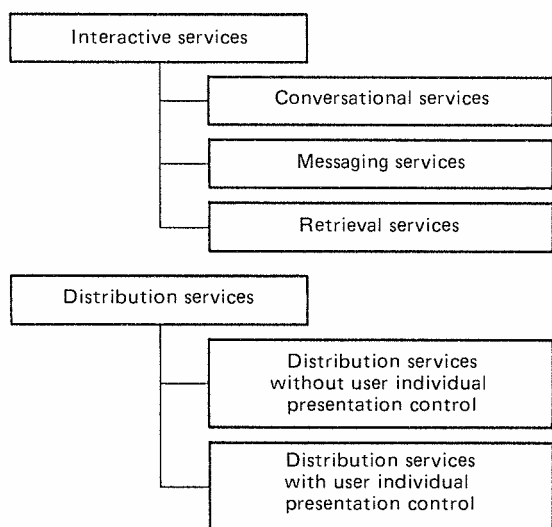 Interactive services
Conversational services
Messaging services
Retrieval services
Distribution services
Distribution services
without user individual
presentation control
Distribution services
with user individual
presentation control